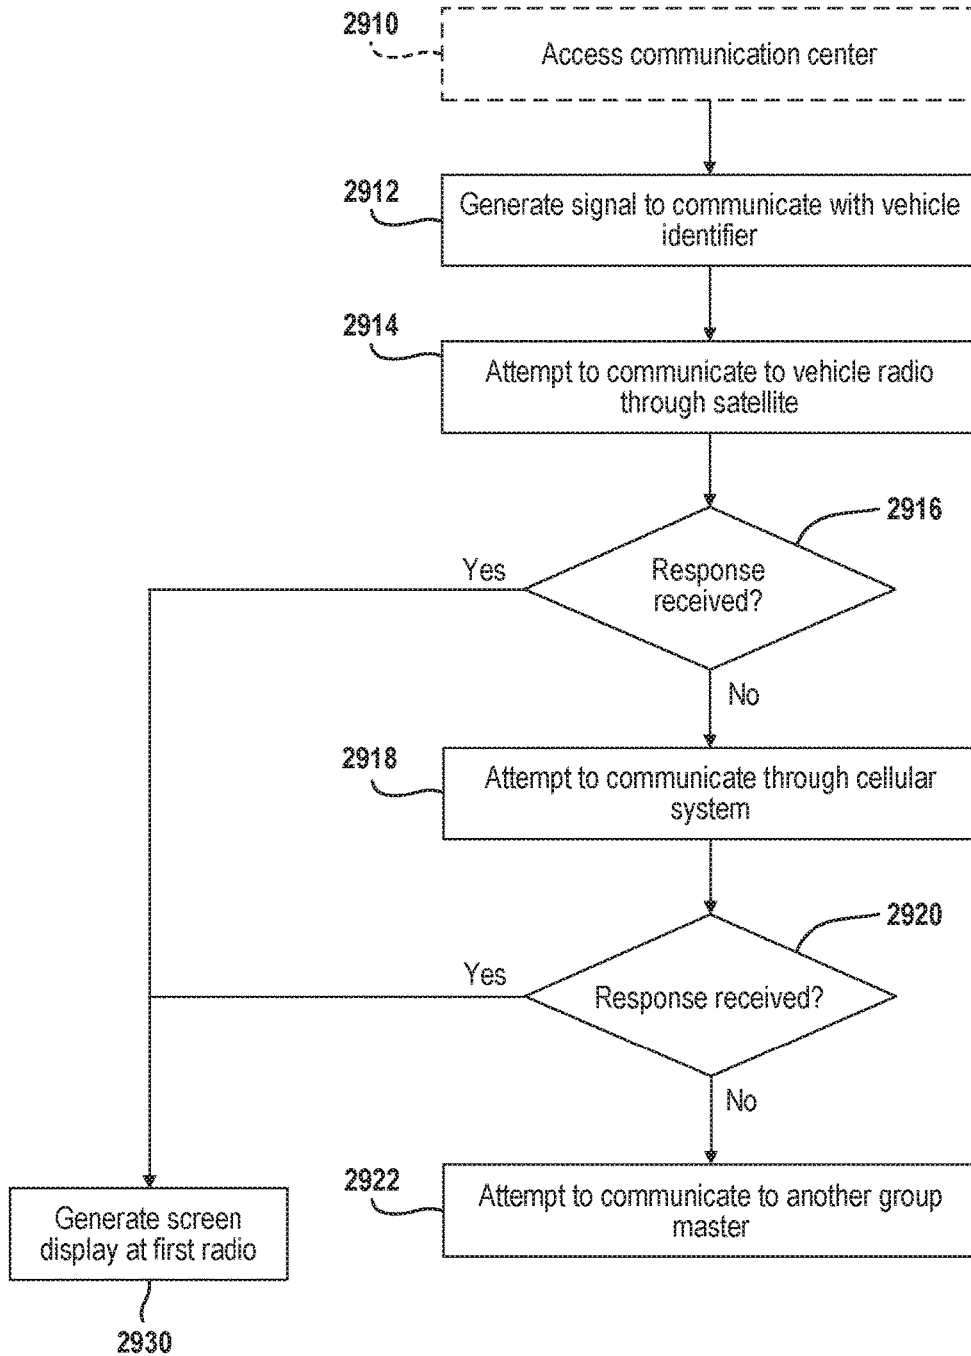 2910
Access communication center
2912
Generate signal to communicate with vehicle
identifier
2914
Attempt to communicate to vehicle radio
through satellite
2916
Yes
Response
received?
No
2918
Attempt to communicate through cellular
system
2920
Yes
Response received?
No
2922
Attempt to communicate to another group
master
Generate screen
display at first radio
2930